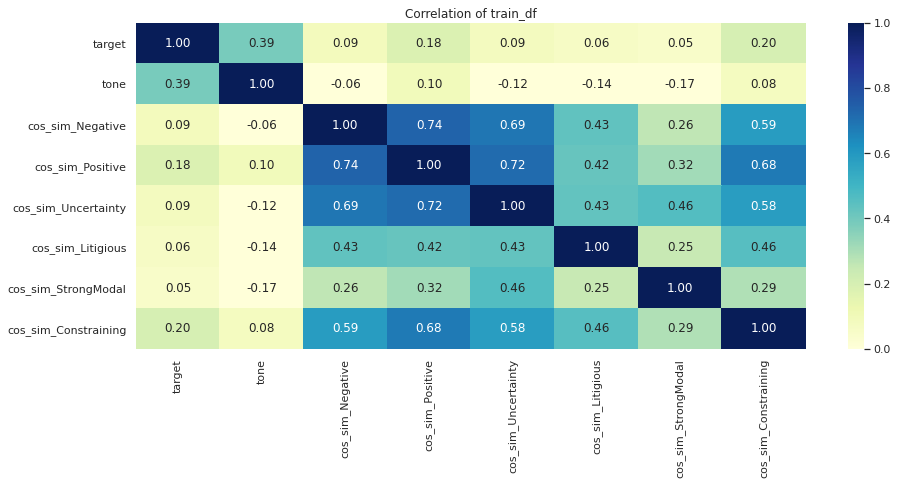 Correlation of train_df
target 1.00 0.39 0.09 0.18 0.09 0.06 0.05 0.20
tone 0.39 1.00 -0.06 0.10 -0.12 -0.14 -0.17 0.08
cos_sim_Negative 0.09 -0.06 1.00 0.74 0.69 0.43 0.26 0.59
cos_sim_Positive 0.18 0.10 0.74 1.00 0.72 0.42 0.32 0.68
cos_sim_Uncertainty 0.09 -0.12 0.69 0.72 1.00 0.43 0.46 0.58
cos_sim_Litigious 0.06 -0.14 0.43 0.42 0.43 1.00 0.25 0.46
cos_sim_StrongModal 0.05 -0.17 0.26 0.32 0.46 0.25 1.00 0.29
cos_sim_Constraining 0.20 0.08 0.59 0.68 0.58 0.46 0.29 1.00
target
tone
cos_sim_Negative
cos_sim_Positive
cos_sim_Uncertainty
cos_sim_Litigious
cos_sim_StrongModal
cos_sim_Constraining
1.0
0.8
0.6
0.4
0.2
0.0